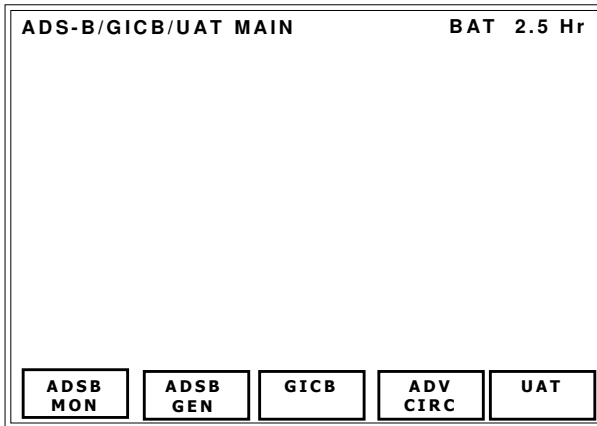 ADS-B/GICB/UAT MAIN BAT 2.5 Hr
ADSB
MON
ADSB
GEN
GICB
ADV
CIRC
UAT